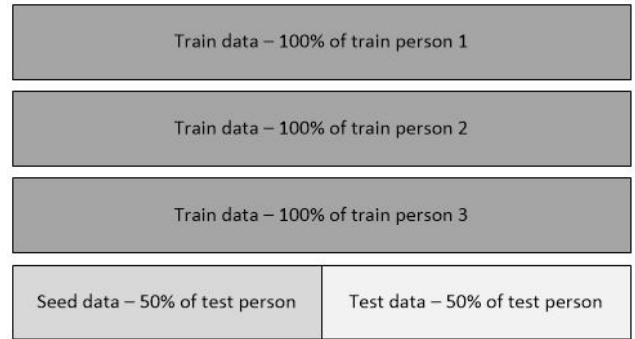 Train data – 100% of train person 1
Train data – 100% of train person 2
Train data – 100% of train person 3
Seed data – 50% of test person
Test data – 50% of test person